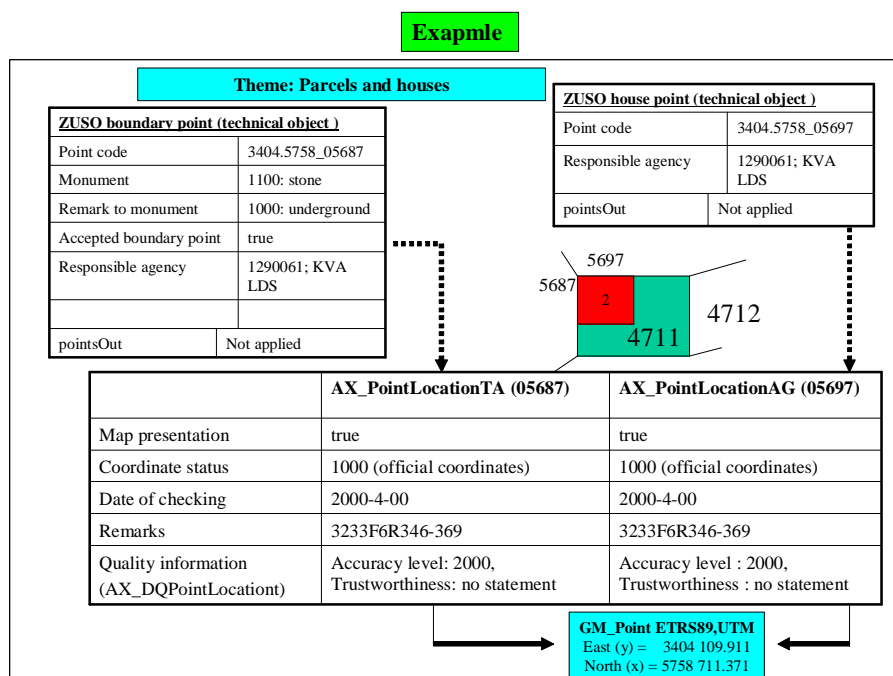 Exapmle
Theme: Parcels and houses
ZUSO boundary point (technical object )
Point code 3404.5758_05687
Monument 1100: stone
Remark to monument 1000: underground
Accepted boundary point true
Responsible agency 1290061; KVA
LDS
pointsOut Not applied
ZUSO house point (technical object )
Point code 3404.5758_05697
Responsible agency 1290061; KVA
LDS
pointsOut Not applied
5697
5687
2
4711
4712
AX_PointLocationTA (05687) AX_PointLocationAG (05697)
Map presentation true true
Coordinate status 1000 (official coordinates) 1000 (official coordinates)
Date of checking 2000-4-00 2000-4-00
Remarks 3233F6R346-369 3233F6R346-369
Quality information Accuracy level: 2000, Accuracy level : 2000,
(AX_DQPointLocationt) Trustworthiness: no statement Trustworthiness : no statement
GM_Point ETRS89,UTM
East (y) = 3404 109.911
North (x) = 5758 711.371